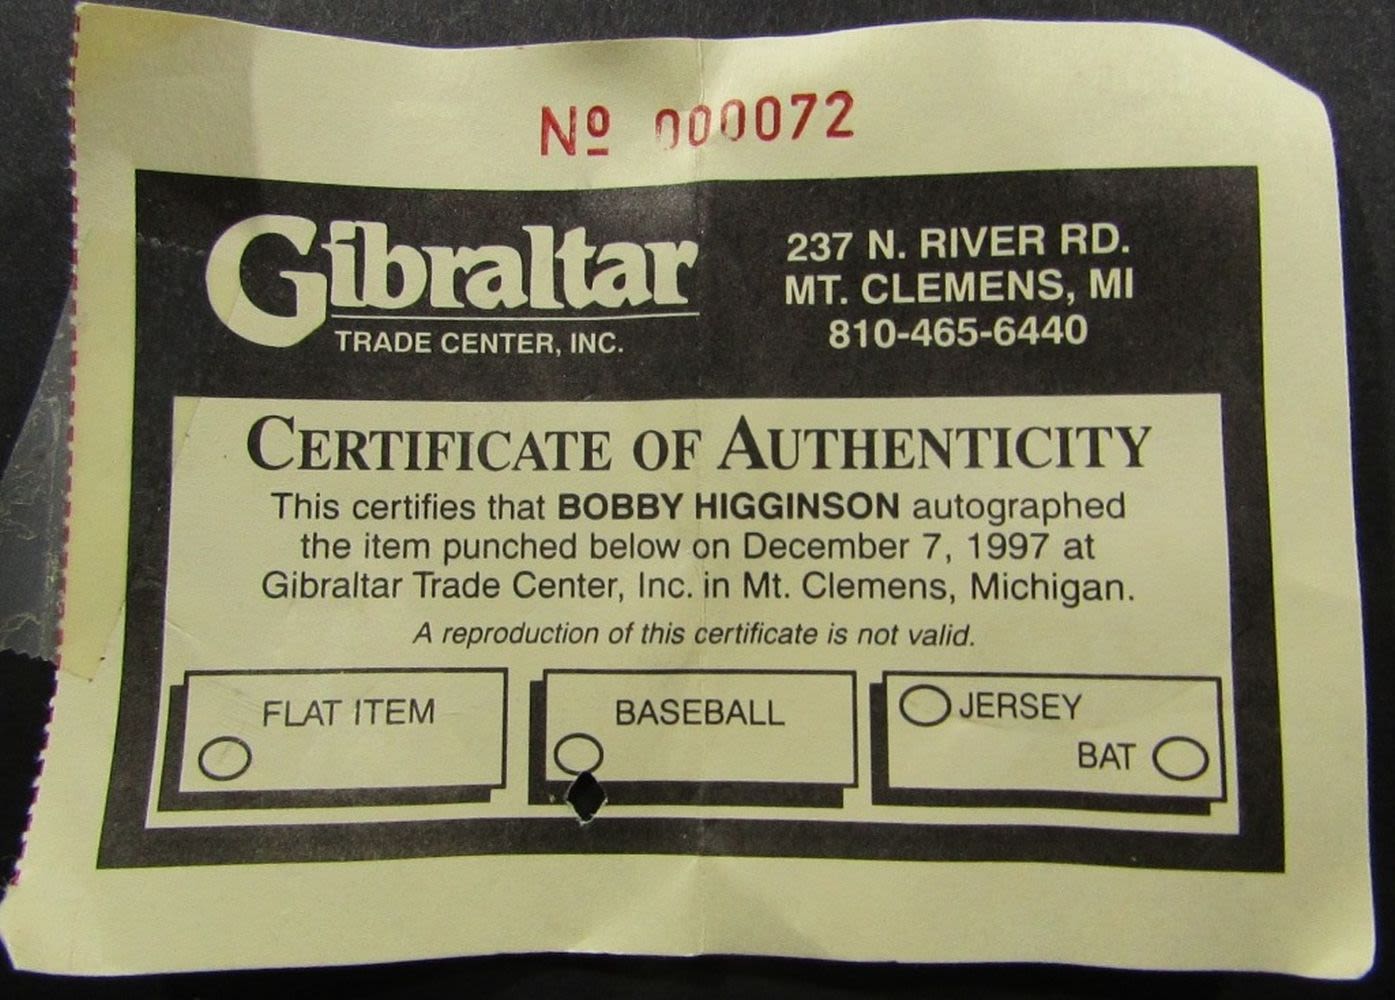 Nº 000072
Gibraltar
TRADE CENTER, INC.
237 N. RIVER RD.
MT. CLEMENS, MI
810-465-6440
CERTIFICATE OF AUTHENTICITY
This certifies that BOBBY HIGGINSON autographed
the item punched below on December 7, 1997 at
Gibraltar Trade Center, Inc. in Mt. Clemens, Michigan.
A reproduction of this certificate is not valid.
FLAT ITEM
BASEBALL
JERSEY
BAT